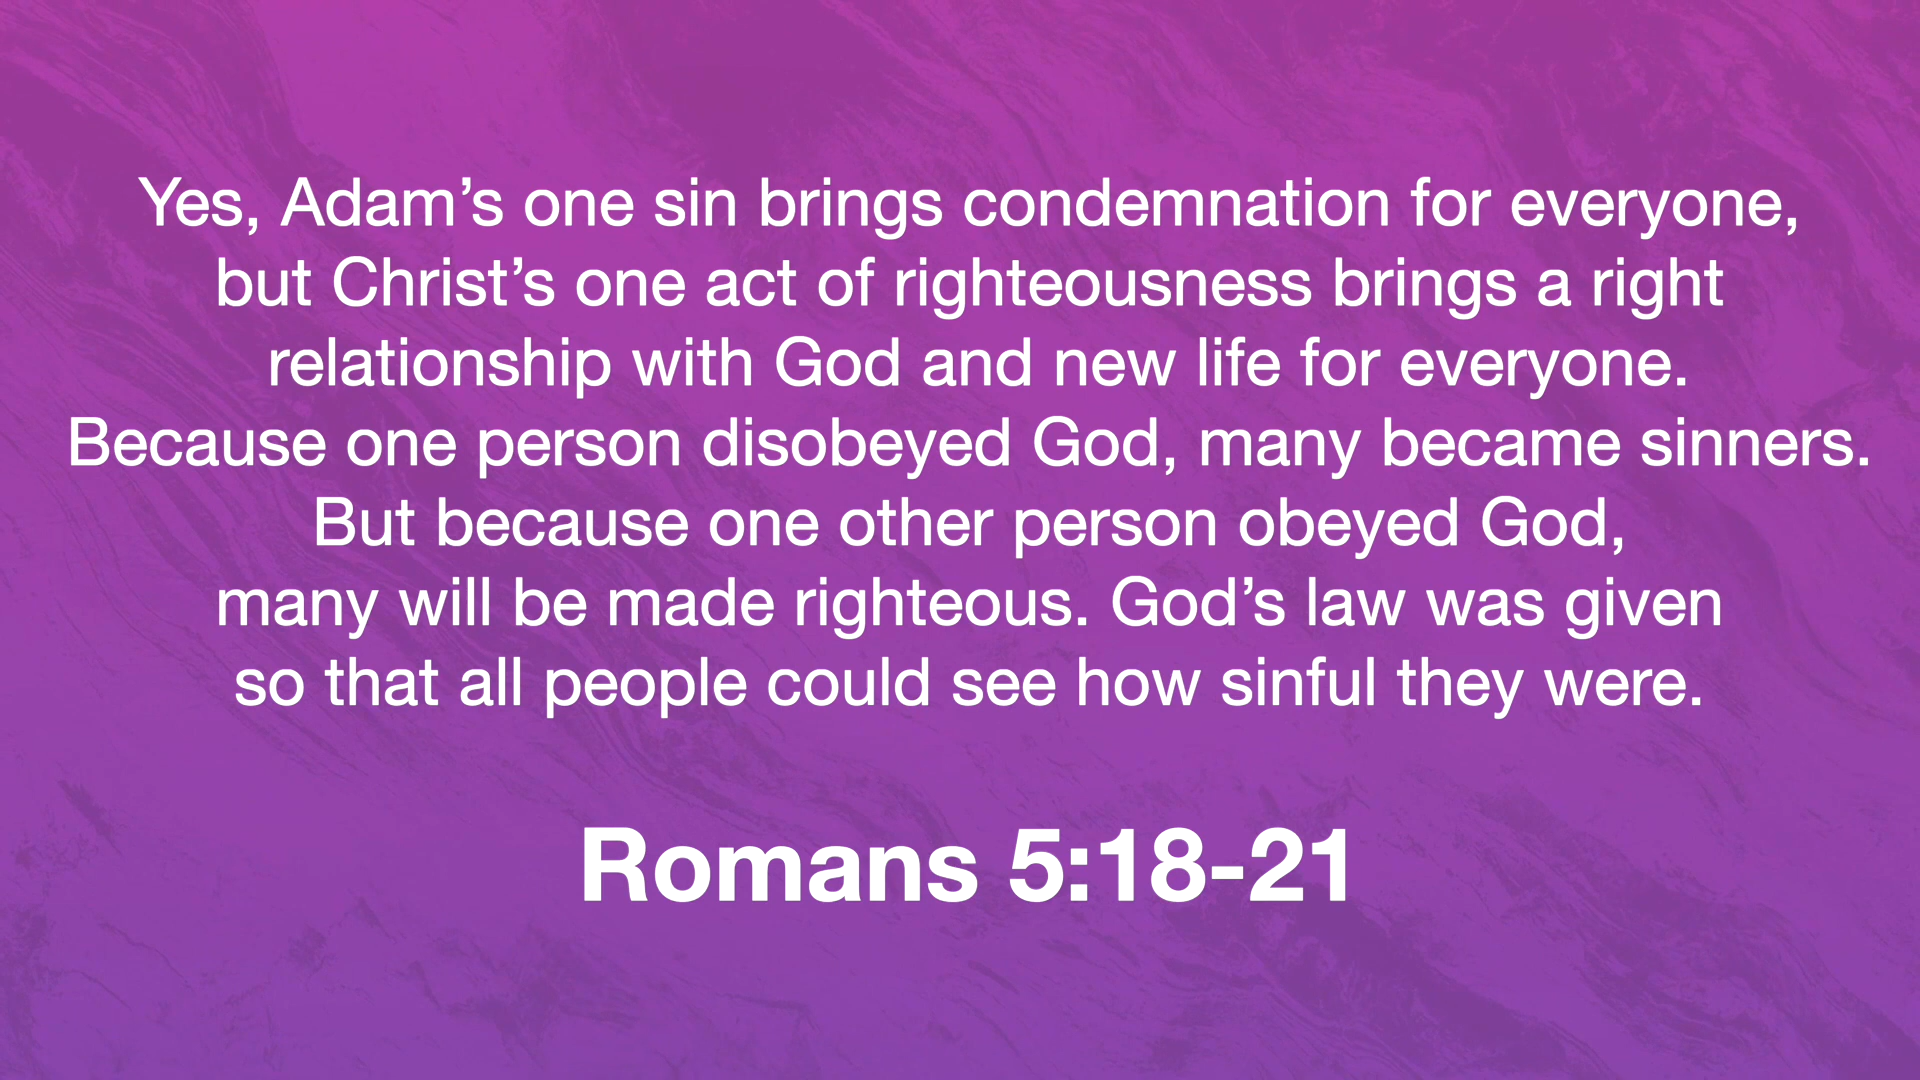 Yes, Adam’s one sin brings condemnation for everyone,
but Christ’s one act of righteousness brings a right
relationship with God and new life for everyone.
Because one person disobeyed God, many became sinners.
But because one other person obeyed God,
many will be made righteous. God’s law was given
so that all people could see how sinful they were.
Romans 5:18-21